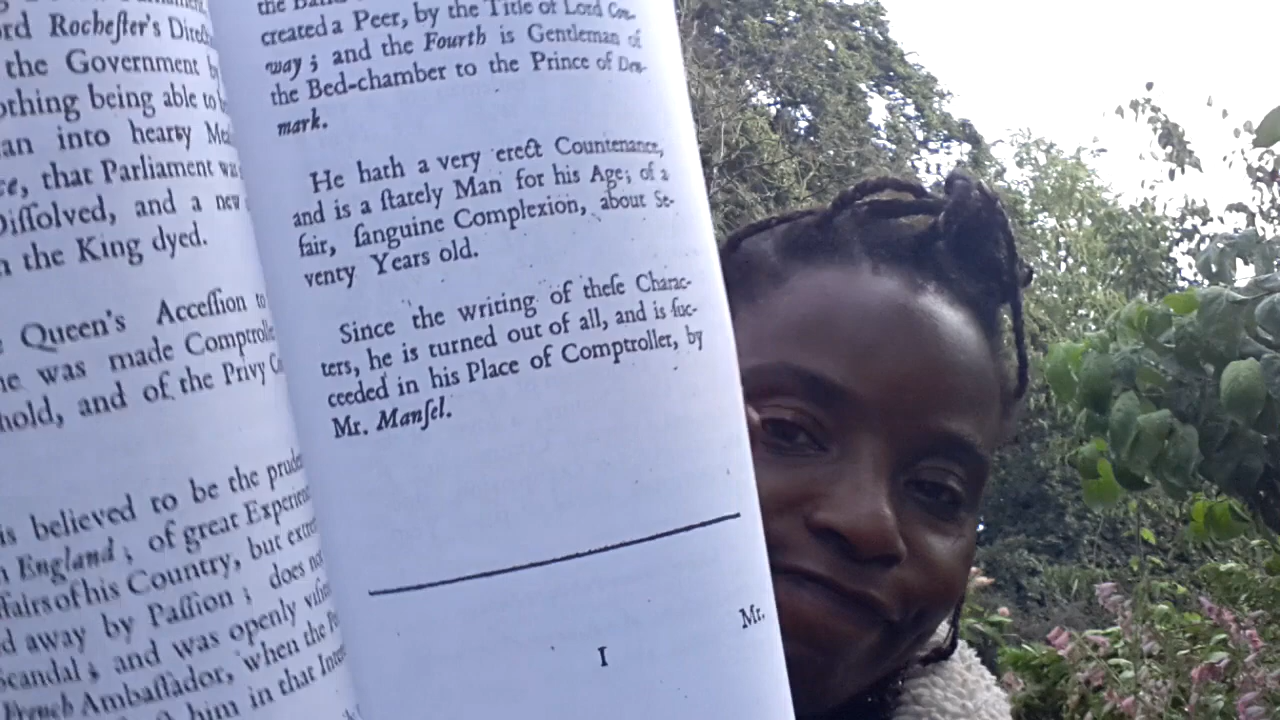 ord Rocheſter's
the Government
othing being able to
an into hearty
ce, that Parliament was
Diſſolved, and a new
the King dyed.
Queen's Acceſſion to
he was made
hold, and of the Privy
is believed to be the
England; of great
ffairs of his Country, but
d away by Paſſion; does
Scandal; and was openly
French Ambaſſador, when the
him in that
the
created a Peer, by the Title of Lord Con-
way; and the Fourth is Gentleman of
the Bed-chamber to the Prince of Den-
mark.
He hath a very erect Countenance,
and is a ſtately Man for his Age; of a
fair, ſanguine Complexion, about Se-
venty Years old.
Since the writing of theſe Charac-
ters, he is turned out of all, and is ſuc-
ceeded in his Place of Comptroller, by
Mr. Manſel.
Mr.
I